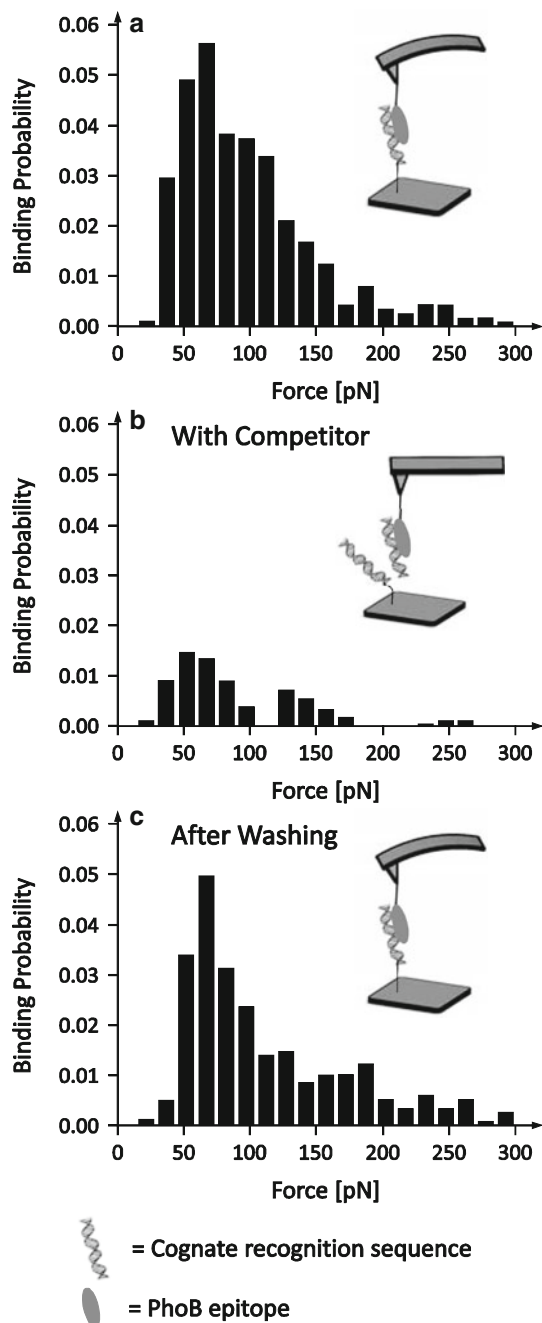 a
0.06
0.05
0.04
0.03
0.02
0.01
0.00
Binding Probability
0 50 100 150 200 250 300
Force [pN]
b
With Competitor
0.06
0.05
0.04
0.03
0.02
0.01
0.00
Binding Probability
0 50 100 150 200 250 300
Force [pN]
c
After Washing
0.06
0.05
0.04
0.03
0.02
0.01
0.00
Binding Probability
0 50 100 150 200 250 300
Force [pN]
= Cognate recognition sequence
= PhoB epitope